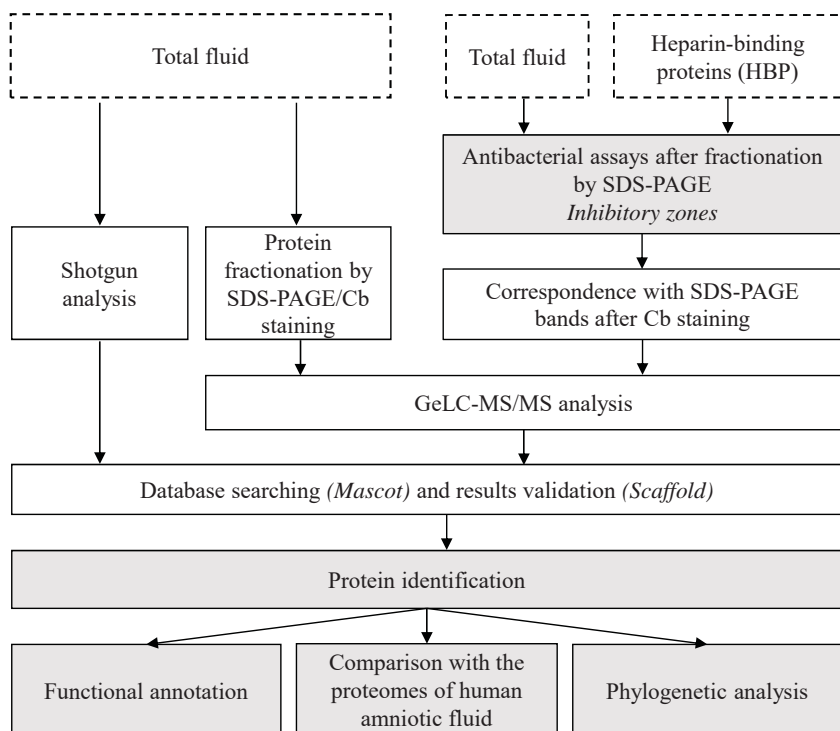 Total fluid
Total fluid
Heparin-binding
proteins (HBP)
Antibacterial assays after fractionation
by SDS-PAGE
Inhibitory zones
Shotgun
analysis
Protein
fractionation by
SDS-PAGE/Cb
staining
Correspondence with SDS-PAGE
bands after Cb staining
GeLC-MS/MS analysis
Database searching (Mascot) and results validation (Scaffold)
Protein identification
Functional annotation
Comparison with the
proteomes of human
amniotic fluid
Phylogenetic analysis